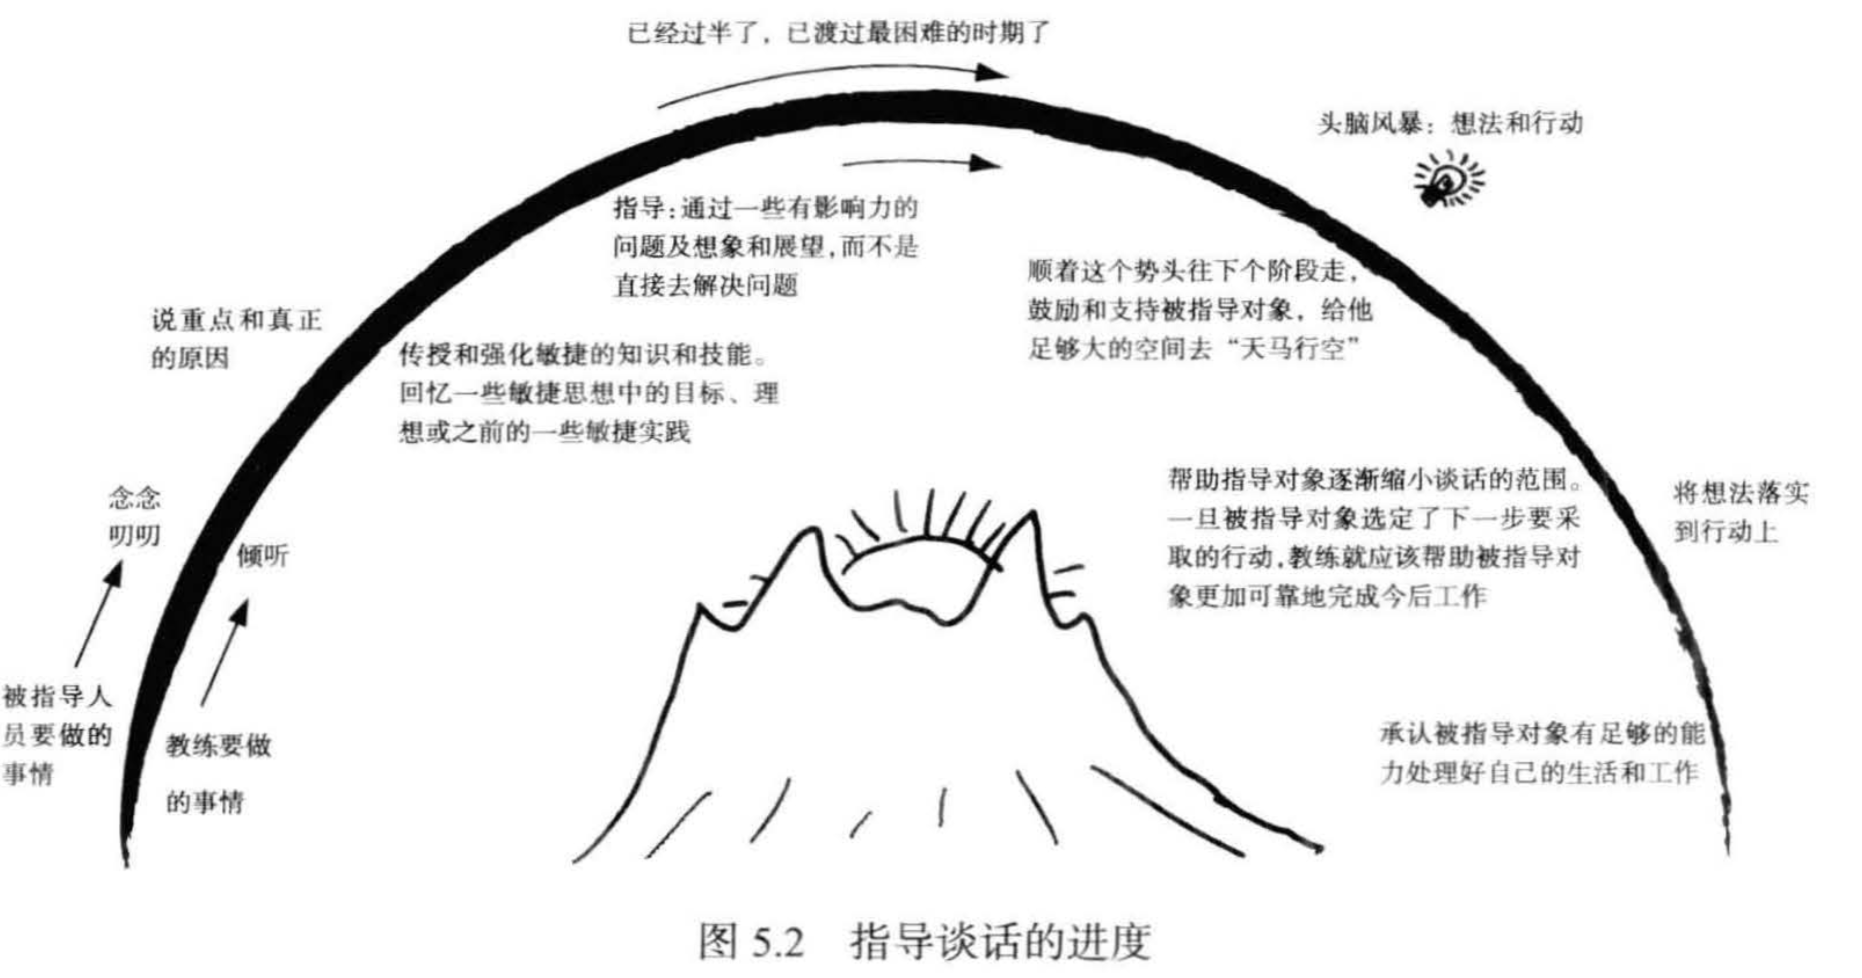 已经过半了，已渡过最困难的时期了
头脑风暴：想法和行动
指导：通过一些有影响力的
问题及想象和展望，而不是
直接去解决问题
顺着这个势头往下个阶段走，
鼓励和支持被指导对象，给他
足够大的空间去“天马行空”
说重点和真正
的原因
传授和强化敏捷的知识和技能。
回忆一些敏捷思想中的目标、理
想或之前的一些敏捷实践
念念
叨叨
倾听
帮助指导对象逐渐缩小谈话的范围。
一旦被指导对象选定了下一步要采
取的行动，教练就应该帮助被指导对
象更加可靠地完成今后工作
将想法落实
到行动上
被指导人
员要做的
事情
教练要做
的事情
承认被指导对象有足够的能
力处理好自己的生活和工作
图 5.2 指导谈话的进度